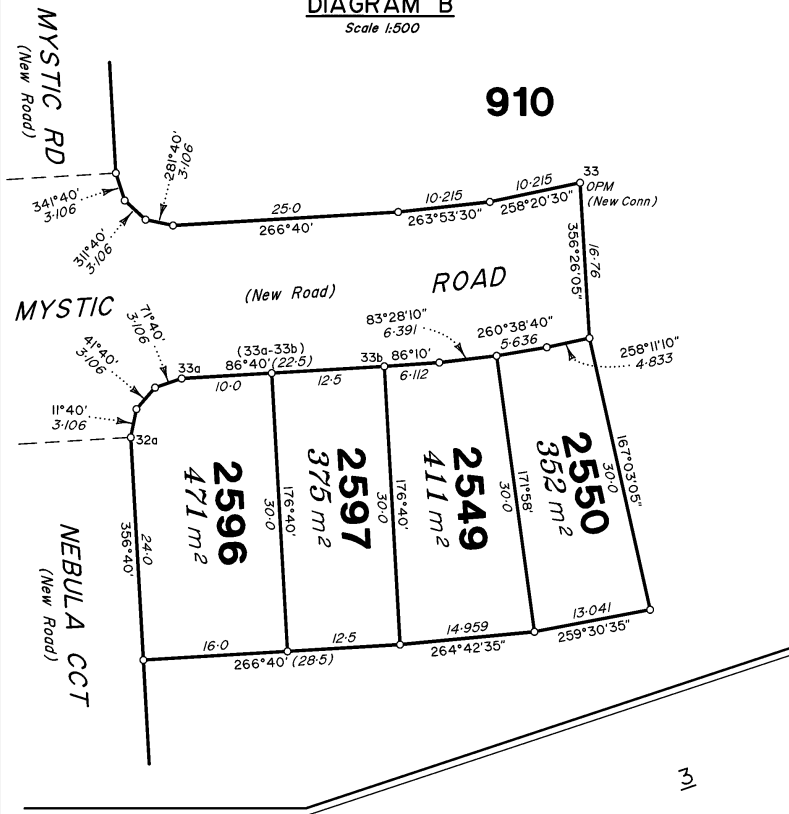 DIAGRAM B
Scale 1:500
MYSTIC RD
(New Road)
910
281°40'
3·106
341°40'
3·106
311°40'
3·106
25·0
266°40'
10·215
263°53'30"
10·215
258°20'30"
33
OPM
(New Conn)
356°26'05"
16·76
MYSTIC
(New Road)
ROAD
71°40'
3·106
41°40'
3·106
11°40'
3·106
32a
33a
(33a-33b)
86°40' (22·5)
10·0
12·5
33b
86°10'
6·112
83°28'10"
6·391
260°38'40"
5·636
258°11'10"
4·833
356°40'
24·0
2596
471 m²
176°40'
30·0
2597
375 m²
176°40'
30·0
2549
411 m²
171°58'
30·0
2550
352 m²
167°03'05"
30·0
NEBULA CCT
(New Road)
16·0
12·5
266°40' (28·5)
14·959
264°42'35"
13·041
259°30'35"
3